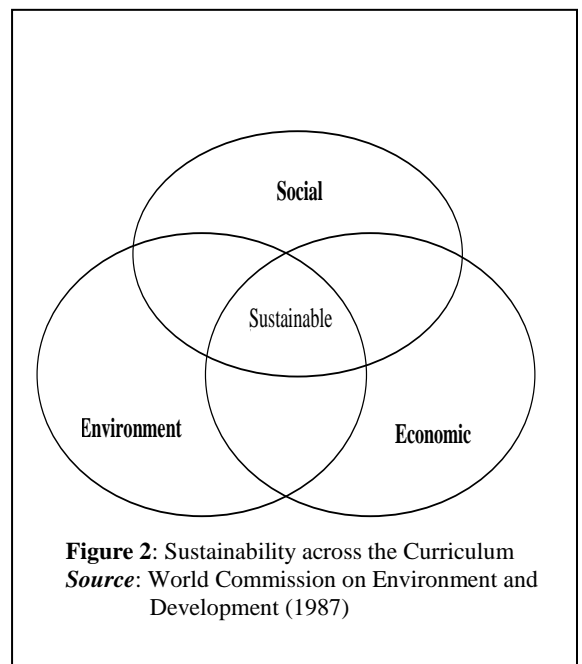 Social
Sustainable
Environment
Economic
Figure 2: Sustainability across the Curriculum
Source: World Commission on Environment and
Development (1987)